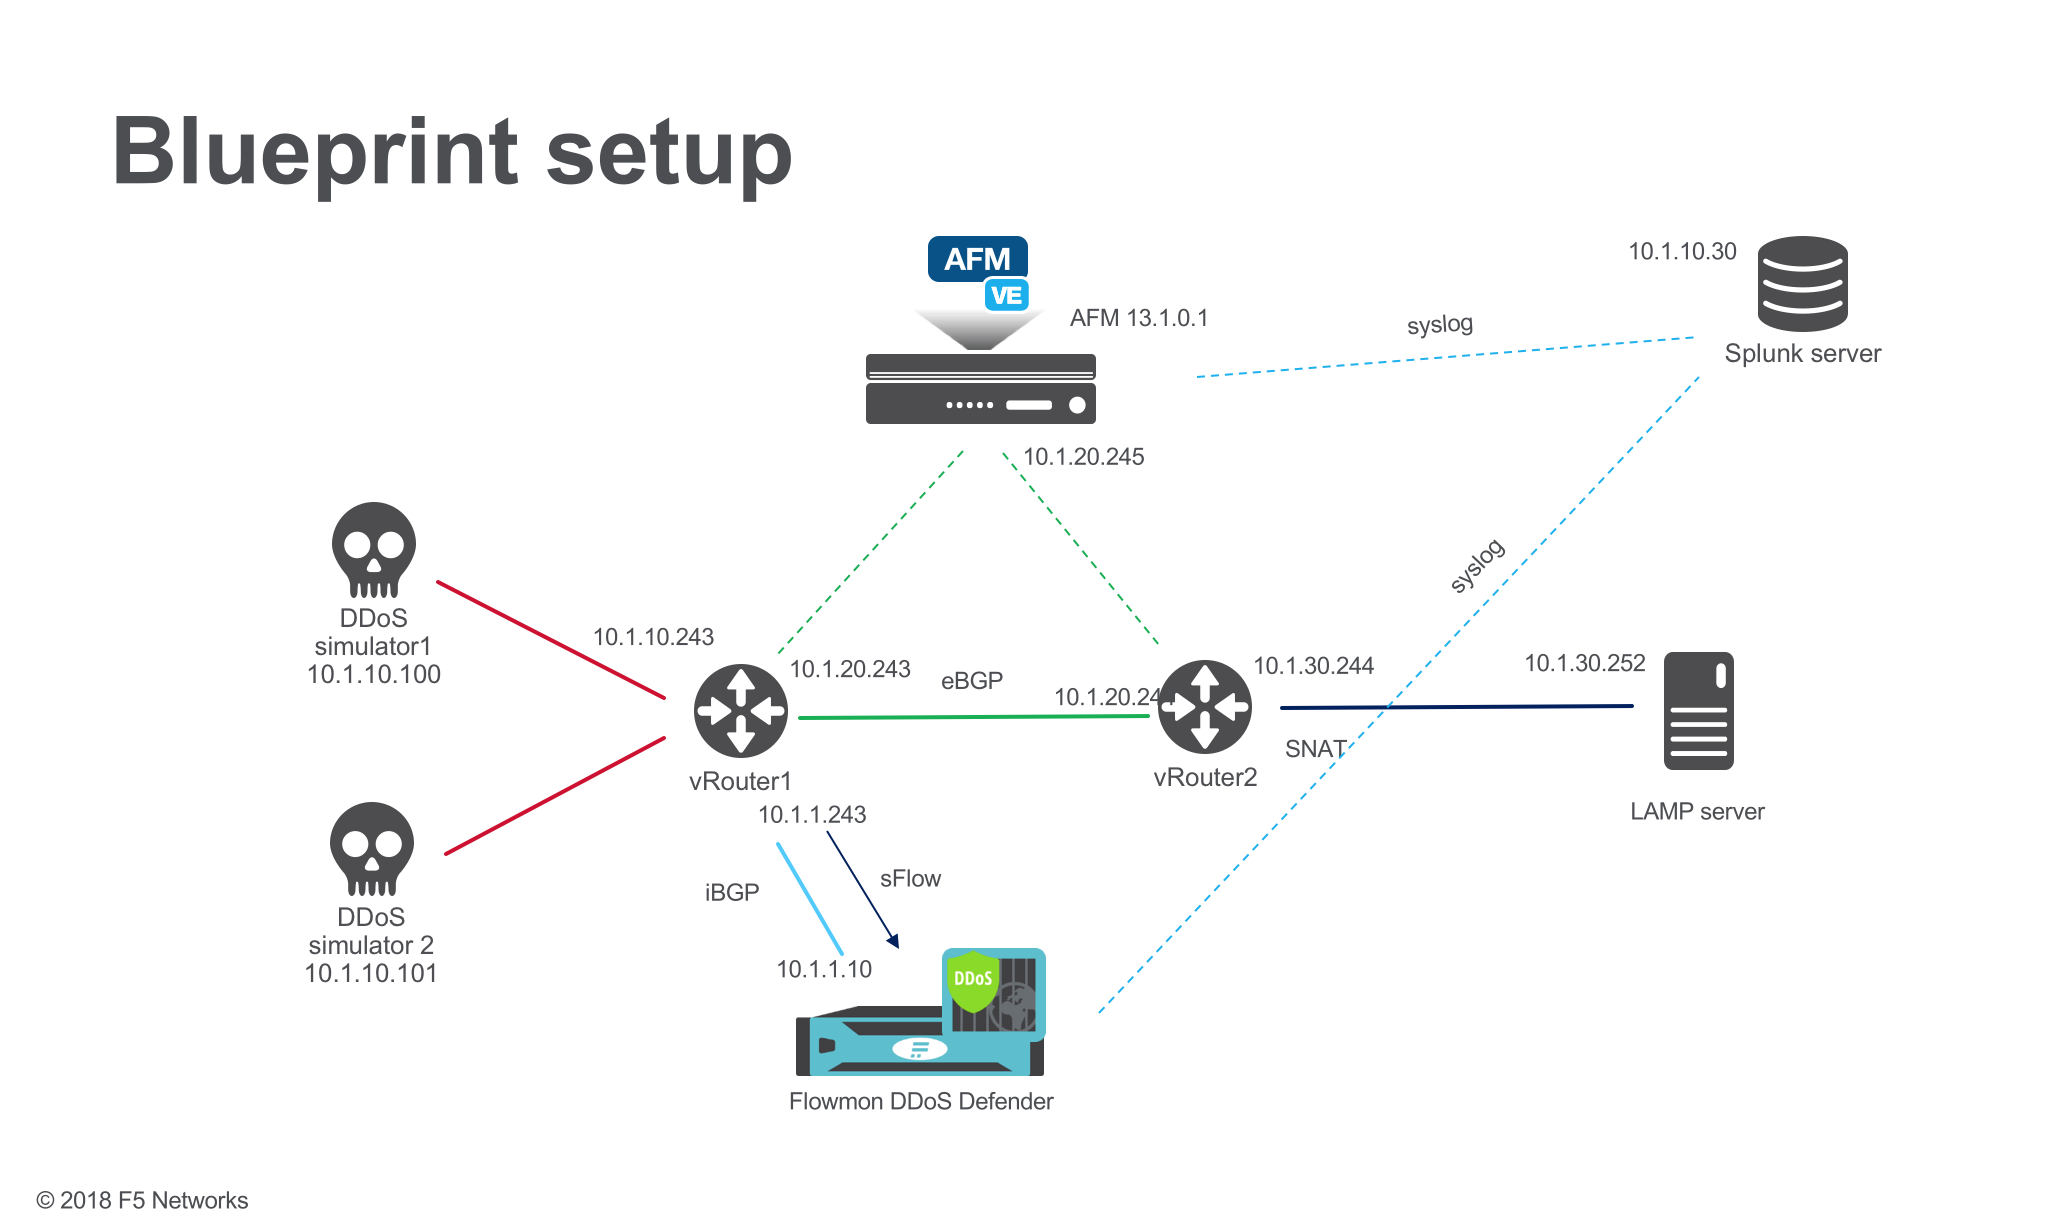 Blueprint setup
AFM
VE
AFM 13.1.0.1
syslog
10.1.10.30
Splunk server
10.1.20.245
DDoS
simulator1
10.1.10.100
10.1.10.243
10.1.20.243
eBGP
10.1.20.24
vRouter1
10.1.30.244
10.1.30.252
SNAT
vRouter2
syslog
LAMP server
10.1.1.243
iBGP
sFlow
DDoS
simulator 2
10.1.10.101
10.1.1.10
DDoS
Flowmon DDoS Defender
© 2018 F5 Networks